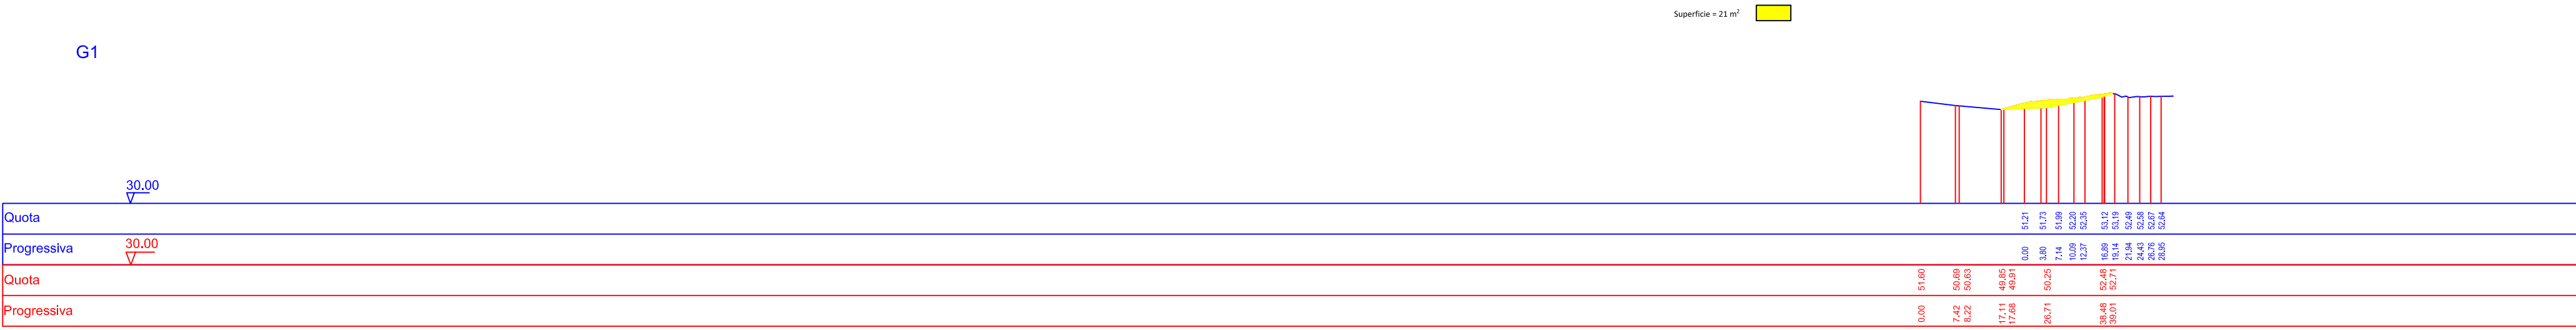 Superficie = 21 m²
G1
30.00
Quota 51.21 51.73 51.99 52.20 52.35 53.12 53.19 52.49 52.58 52.67 52.64
Progressiva 0.00 3.80 7.14 10.09 12.37 16.89 19.14 21.94 24.43 26.76 28.95
30.00
Quota 51.60 50.69 50.63 49.85 49.91 50.25 52.48 52.71
Progressiva 0.00 7.42 8.22 17.11 17.68 26.71 38.48 39.01